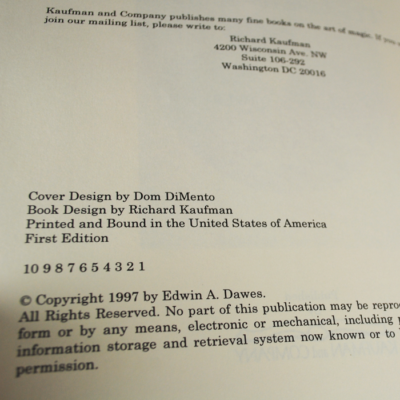 Kaufman and Company publishes many fine books on the art of magic. If you
join our mailing list, please write to:
Richard Kaufman
4200 Wisconsin Ave. NW
Suite 106-292
Washington DC 20016
Cover Design by Dom DiMento
Book Design by Richard Kaufman
Printed and Bound in the United States of America
First Edition
10 9 8 7 6 5 4 3 2 1
© Copyright 1997 by Edwin A. Dawes.
All Rights Reserved. No part of this publication may be reprod
form or by any means, electronic or mechanical, including
information storage and retrieval system now known or to
permission.